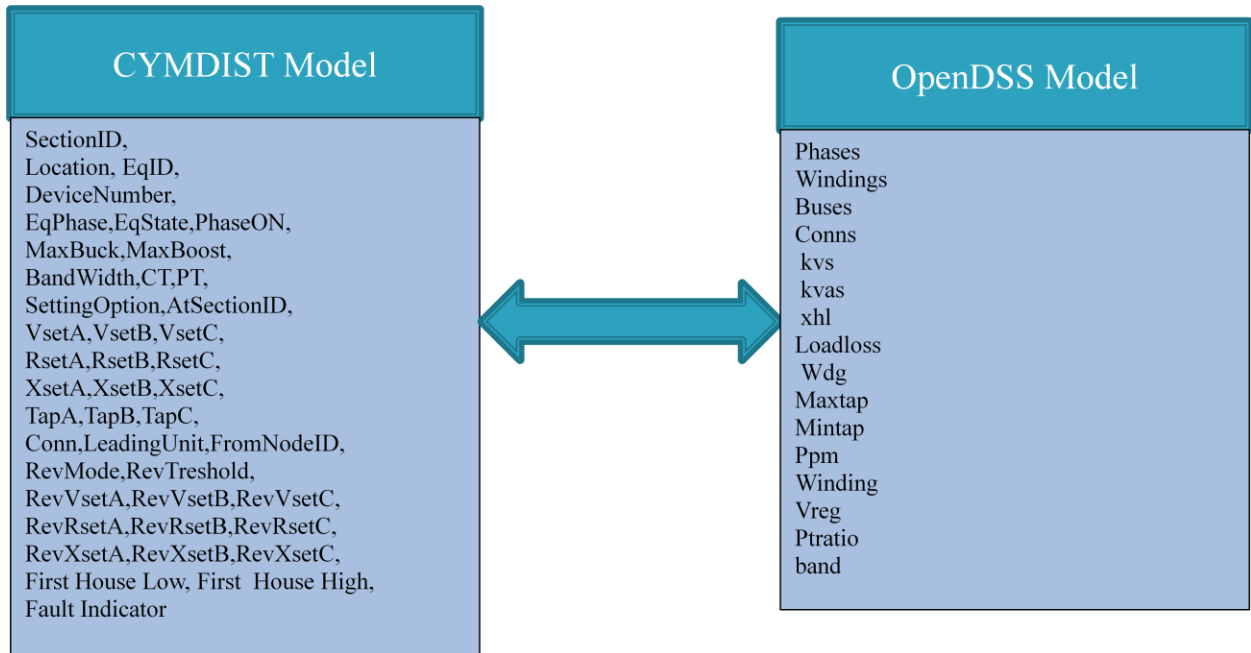 CYMDIST Model
SectionID,
Location, EqID,
DeviceNumber,
EqPhase,EqState,PhaseON,
MaxBuck,MaxBoost,
BandWidth,CT,PT,
SettingOption,AtSectionID,
VsetA,VsetB,VsetC,
RsetA,RsetB,RsetC,
XsetA,XsetB,XsetC,
TapA,TapB,TapC,
Conn,LeadingUnit,FromNodeID,
RevMode,RevTreshold,
RevVsetA,RevVsetB,RevVsetC,
RevRsetA,RevRsetB,RevRsetC,
RevXsetA,RevXsetB,RevXsetC,
First House Low, First House High,
Fault Indicator
OpenDSS Model
Phases
Windings
Buses
Conns
kvs
kvas
xhl
Loadloss
Wdg
Maxtap
Mintap
Ppm
Winding
Vreg
Ptratio
band